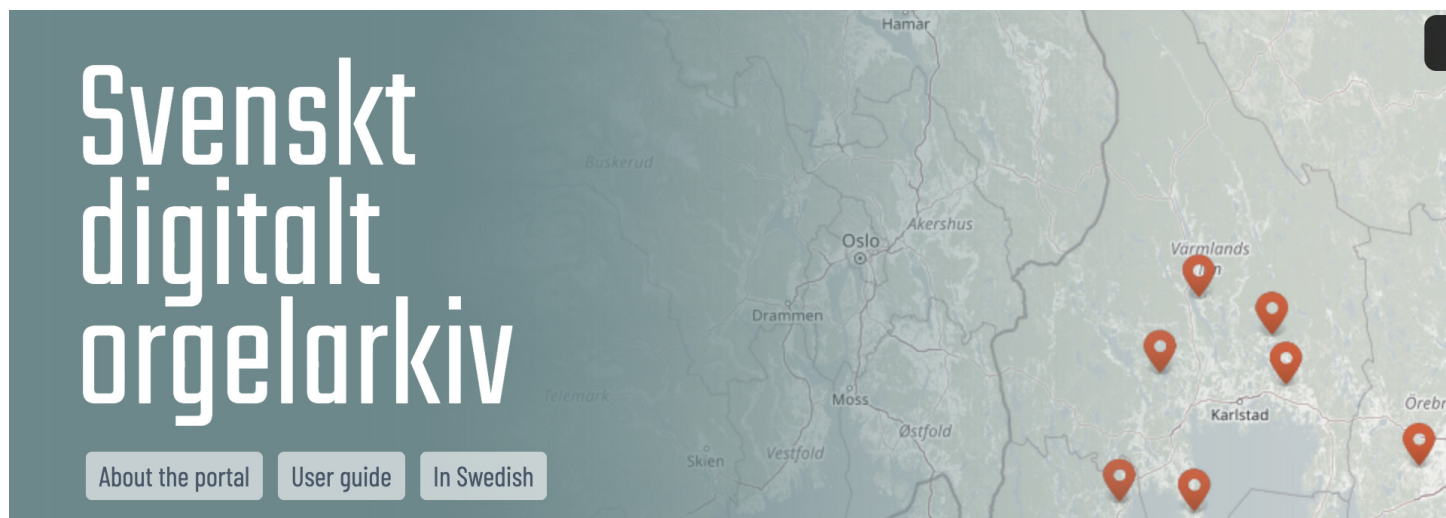 Svenskt
digitalt
orgelarkiv
About the portal
User guide
In Swedish
Hamar
Buskerud
Akershus
Oslo
Värmlands
Drammen
Telemark
Moss
Karlstad
Østfold
Vestfold
Skien